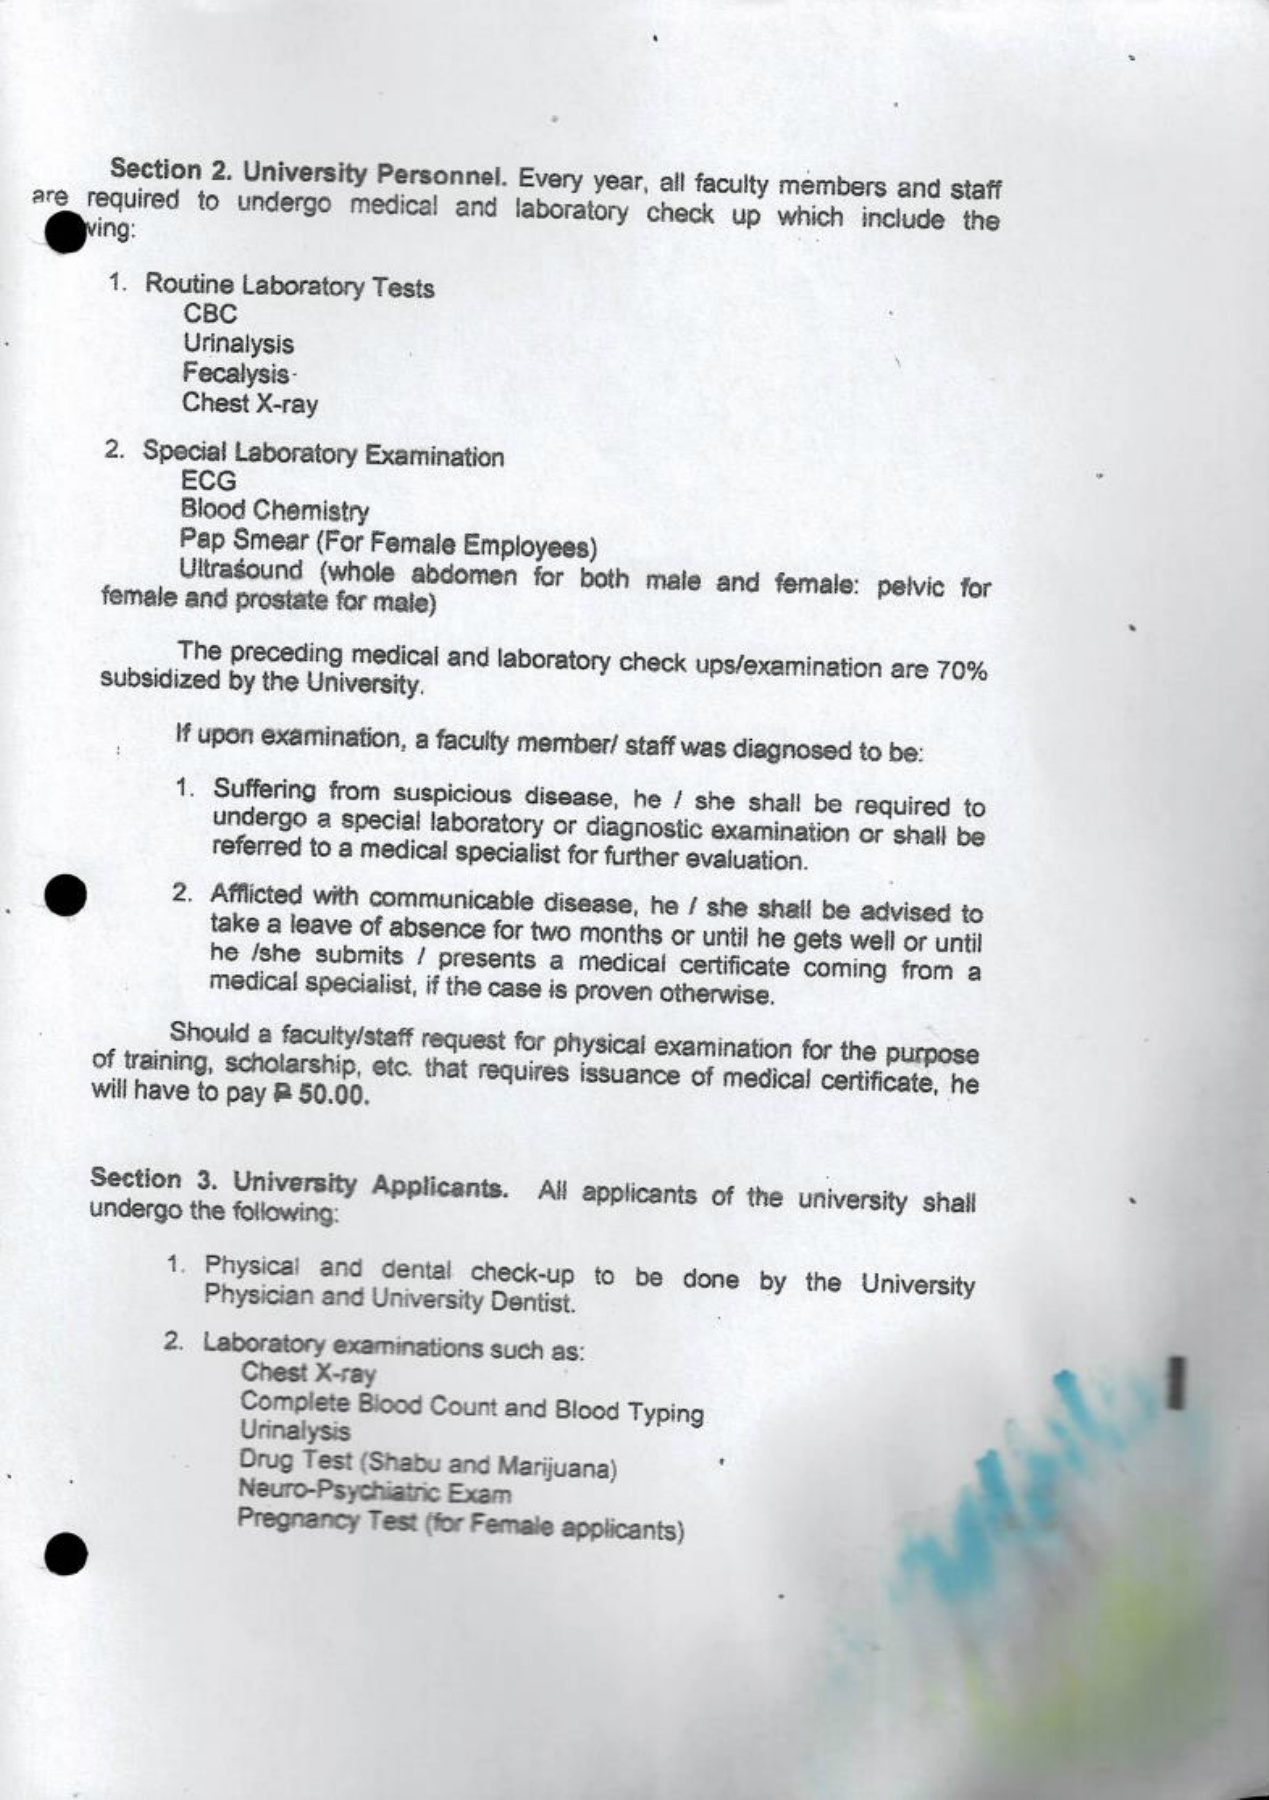 Section 2. University Personnel. Every year, all faculty members and staff
are required to undergo medical and laboratory check up which include the
wing:
1. Routine Laboratory Tests
CBC
Urinalysis
Fecalysis
Chest X-ray
2. Special Laboratory Examination
ECG
Blood Chemistry
Pap Smear (For Female Employees)
Ultrasound (whole abdomen for both male and female: pelvic for
female and prostate for male)
The preceding medical and laboratory check ups/examination are 70%
subsidized by the University.
If upon examination, a faculty member/ staff was diagnosed to be:
1. Suffering from suspicious disease, he / she shall be required to
undergo a special laboratory or diagnostic examination or shall be
referred to a medical specialist for further evaluation.
2. Afflicted with communicable disease, he / she shall be advised to
take a leave of absence for two months or until he gets well or until
he /she submits / presents a medical certificate coming from a
medical specialist, if the case is proven otherwise.
Should a faculty/staff request for physical examination for the purpose
of training, scholarship, etc. that requires issuance of medical certificate, he
will have to pay ₱ 50.00.
Section 3. University Applicants. All applicants of the university shall
undergo the following:
1. Physical and dental check-up to be done by the University
Physician and University Dentist.
2. Laboratory examinations such as:
Chest X-ray
Complete Blood Count and Blood Typing
Urinalysis
Drug Test (Shabu and Marijuana)
Neuro-Psychiatric Exam
Pregnancy Test (for Female applicants)